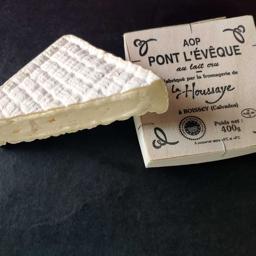 AOP
PONT L'ÉVÊQUE
au lait cru
Fabriqué par la fromagerie de
la Houssaye
à BOISSEY (Calvados)
Poids net :
400g